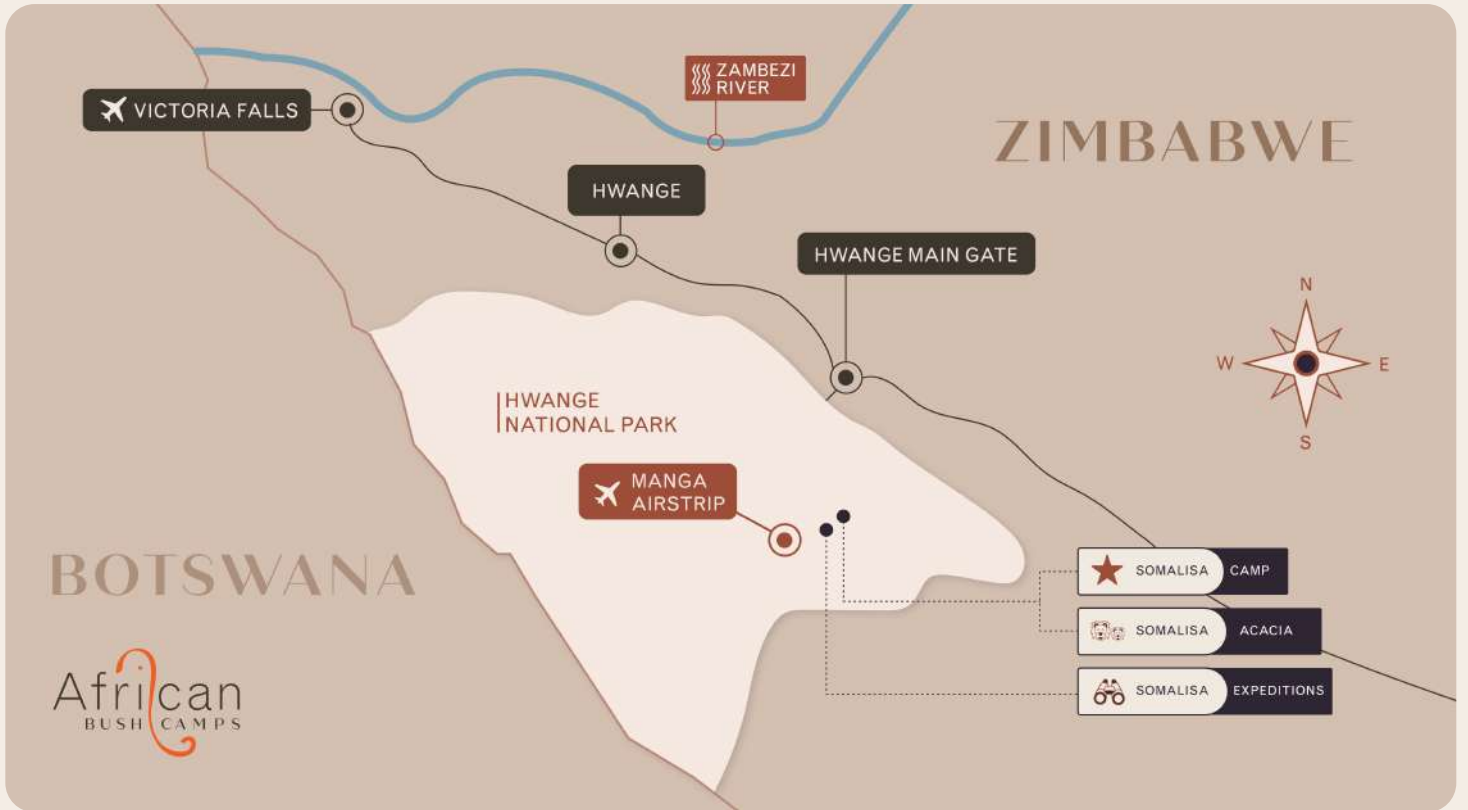 ZAMBEZI
RIVER
VICTORIA FALLS
ZIMBABWE
HWANGE
HWANGE MAIN GATE
N
W
E
S
HWANGE
NATIONAL PARK
MANGA
AIRSTRIP
BOTSWANA
SOMALISA CAMP
SOMALISA ACACIA
SOMALISA EXPEDITIONS
African
BUSH CAMPS